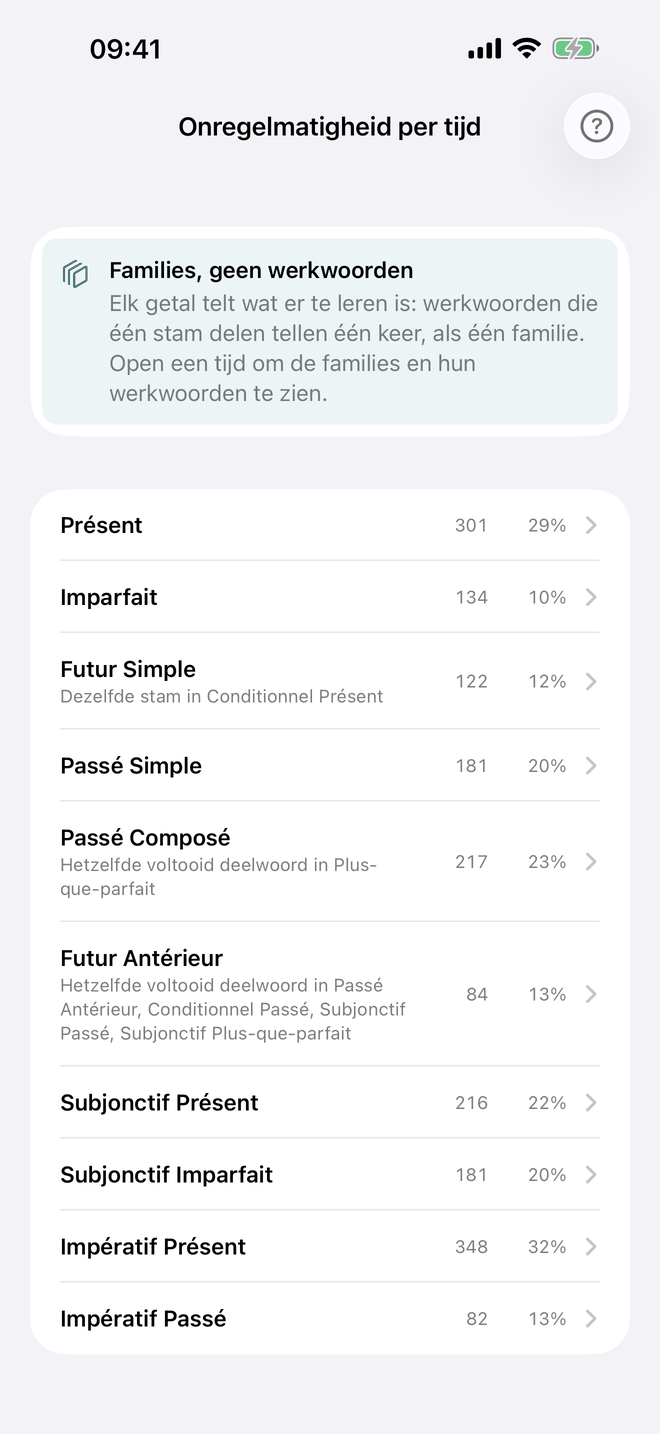 09:41
Onregelmatigheid per tijd
Families, geen werkwoorden
Elk getal telt wat er te leren is: werkwoorden die
één stam delen tellen één keer, als één familie.
Open een tijd om de families en hun
werkwoorden te zien.
Présent 301 29%
Imparfait 134 10%
Futur Simple
Dezelfde stam in Conditionnel Présent
122 12%
Passé Simple 181 20%
Passé Composé
Hetzelfde voltooid deelwoord in Plus-
que-parfait
217 23%
Futur Antérieur
Hetzelfde voltooid deelwoord in Passé
Antérieur, Conditionnel Passé, Subjonctif
Passé, Subjonctif Plus-que-parfait
84 13%
Subjonctif Présent 216 22%
Subjonctif Imparfait 181 20%
Impératif Présent 348 32%
Impératif Passé 82 13%